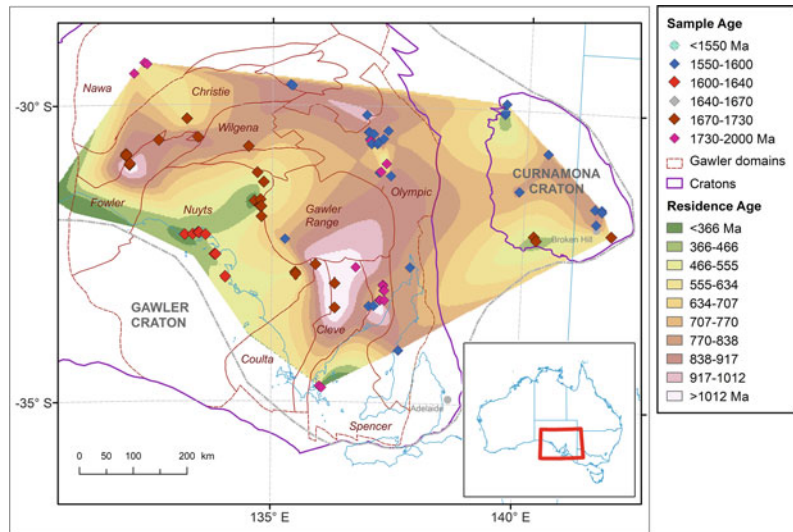 -30° S
-35° S
135° E
140° E
Nawa
Christie
Wilgena
Fowler
Nuyts
Gawler
Range
Olympic
Cleve
Coulta
Spencer
GAWLER
CRATON
CURNAMONA
CRATON
Broken Hill
Adelaide
0 50 100 200 km
Sample Age
<1550 Ma
1550-1600
1600-1640
1640-1670
1670-1730
1730-2000 Ma
Gawler domains
Cratons
Residence Age
<366 Ma
366-466
466-555
555-634
634-707
707-770
770-838
838-917
917-1012
>1012 Ma